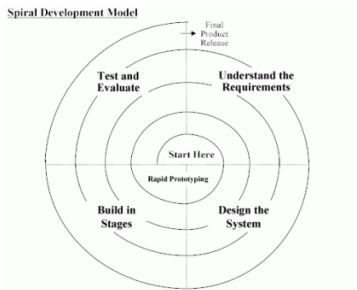 Spiral Development Model
Final
Product
Release
Test and
Evaluate
Understand the
Requirements
Start Here
Rapid Prototyping
Build in
Stages
Design the
System